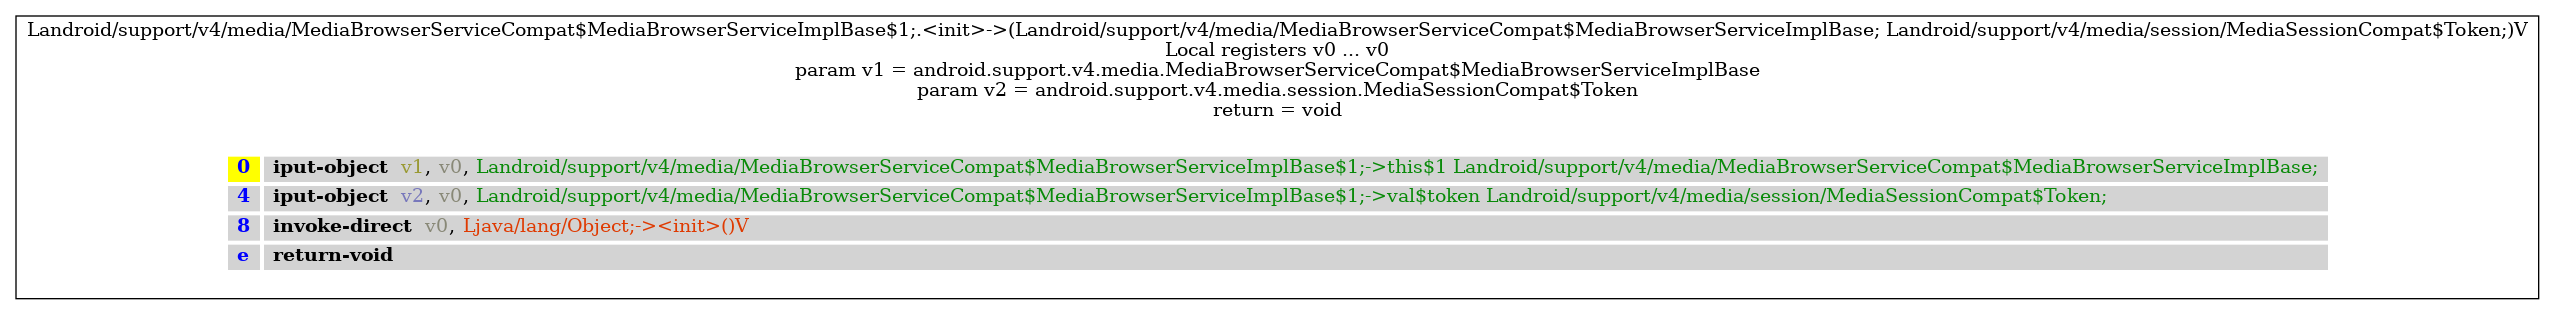 Landroid/support/v4/media/MediaBrowserServiceCompat$MediaBrowserServiceImplBase$1;.<init>->(Landroid/support/v4/media/MediaBrowserServiceCompat$MediaBrowserServiceImplBase; Landroid/support/v4/media/session/MediaSessionCompat$Token;)V
Local registers v0 ... v0
param v1 = android.support.v4.media.MediaBrowserServiceCompat$MediaBrowserServiceImplBase
param v2 = android.support.v4.media.session.MediaSessionCompat$Token
return = void
0 iput-object v1, v0, Landroid/support/v4/media/MediaBrowserServiceCompat$MediaBrowserServiceImplBase$1;->this$1 Landroid/support/v4/media/MediaBrowserServiceCompat$MediaBrowserServiceImplBase;
4 iput-object v2, v0, Landroid/support/v4/media/MediaBrowserServiceCompat$MediaBrowserServiceImplBase$1;->val$token Landroid/support/v4/media/session/MediaSessionCompat$Token;
8 invoke-direct v0, Ljava/lang/Object;-><init>()V
e return-void